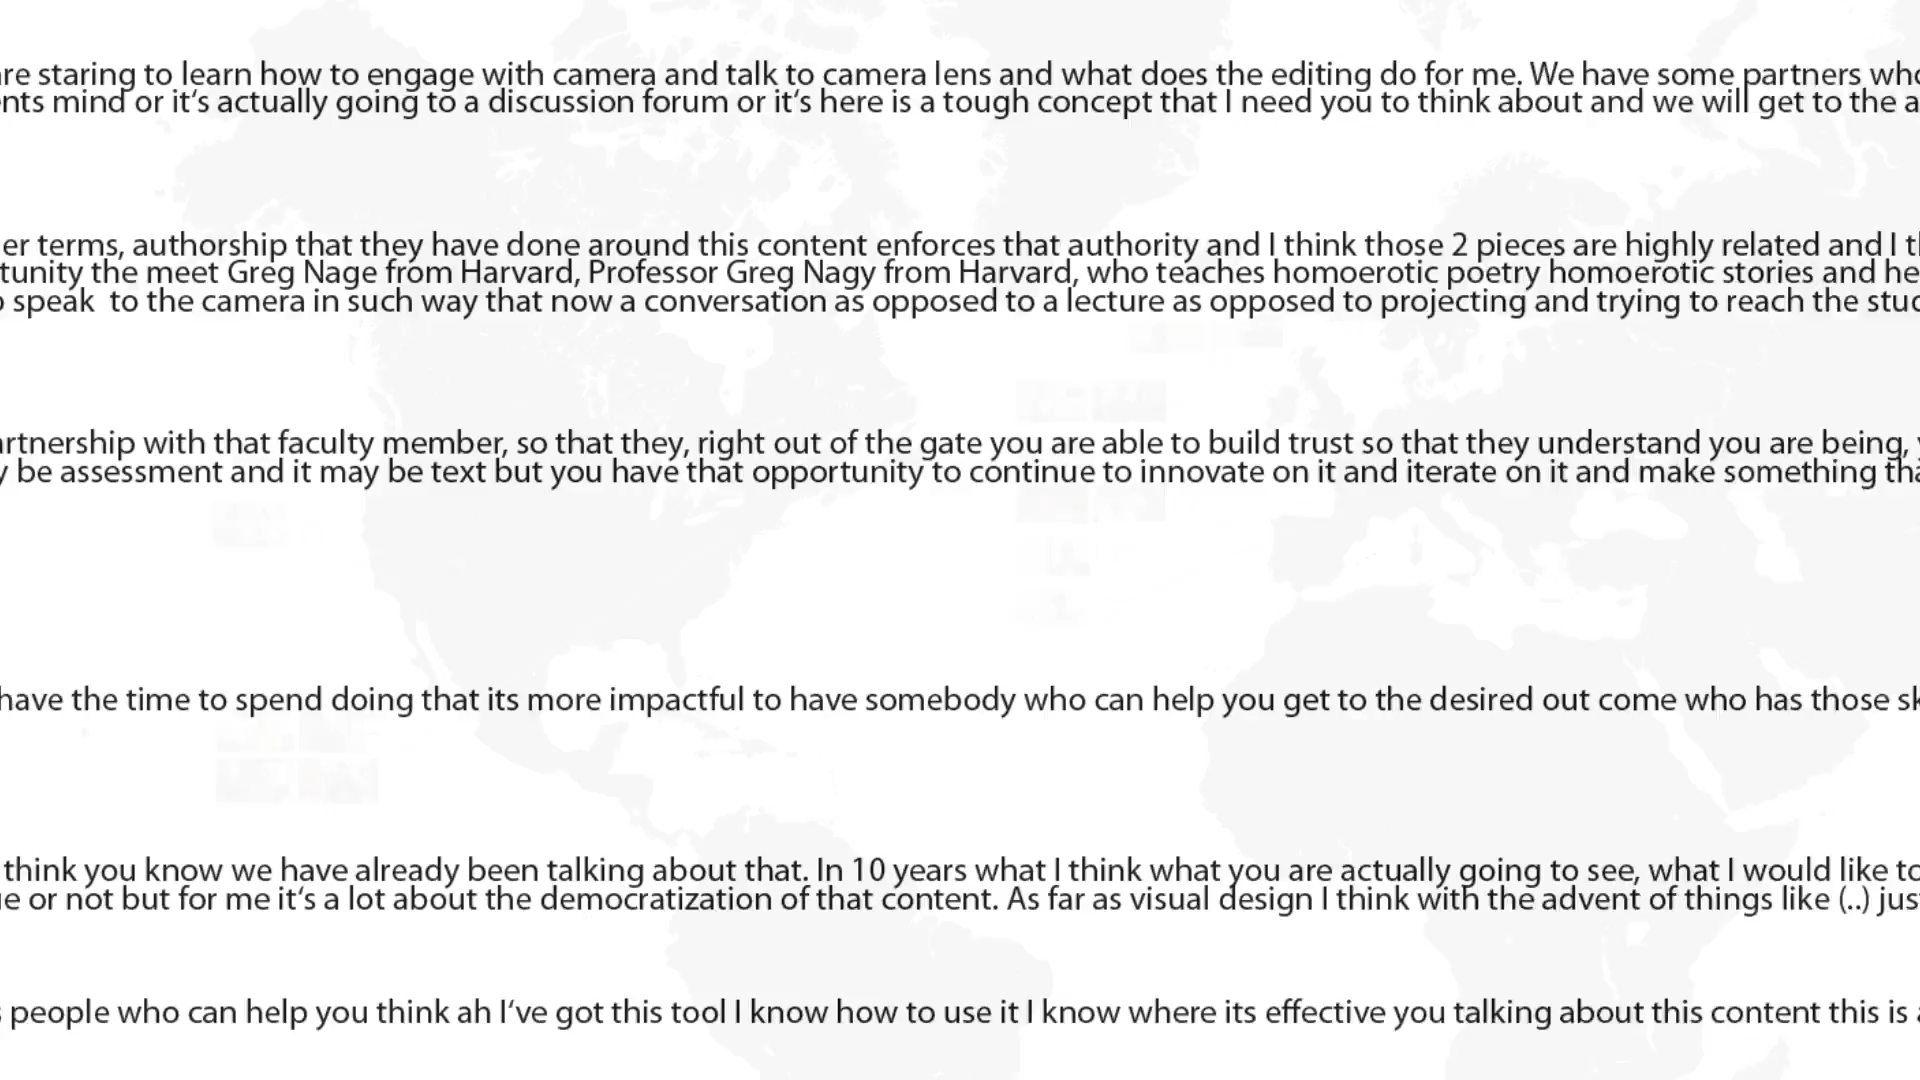 re staring to learn how to engage with camera and talk to camera lens and what does the editing do for me. We have some partners who
nts mind or it's actually going to a discussion forum or it's here is a tough concept that I need you to think about and we will get to the a
er terms, authorship that they have done around this content enforces that authority and I think those 2 pieces are highly related and I th
tunity the meet Greg Nage from Harvard, Professor Greg Nagy from Harvard, who teaches homoerotic poetry homoerotic stories and he
o speak to the camera in such way that now a conversation as opposed to a lecture as opposed to projecting and trying to reach the stud
artnership with that faculty member, so that they, right out of the gate you are able to build trust so that they understand you are being, y
y be assessment and it may be text but you have that opportunity to continue to innovate on it and iterate on it and make something tha
have the time to spend doing that its more impactful to have somebody who can help you get to the desired out come who has those sk
think you know we have already been talking about that. In 10 years what I think what you are actually going to see, what I would like to
ue or not but for me it's a lot about the democratization of that content. As far as visual design I think with the advent of things like (..) jus
s people who can help you think ah I've got this tool I know how to use it I know where its effective you talking about this content this is a